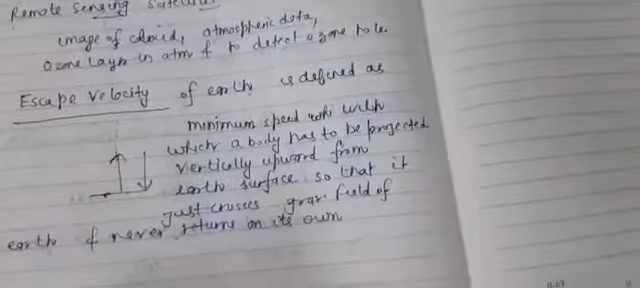 Remote Sensing Satellites
image of cloud, atmospheric data,
ozone layer in atm & to detect ozone hole.
Escape Velocity of earth is defined as
minimum speed with
which a body has to be projected
vertically upward from
earth surface so that it
just crosses grav field of
earth & never returns on its own